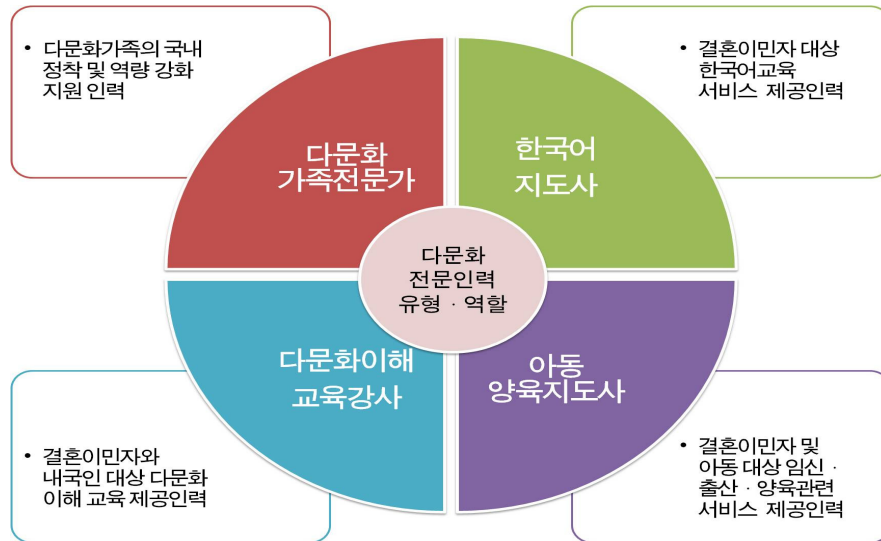 • 다문화가족의 국내
정착 및 역량 강화
지원 인력
• 결혼이민자 대상
한국어교육
서비스 제공인력
다문화
가족전문가
한국어
지도사
다문화
전문인력
유형 · 역할
다문화이해
교육강사
아동
양육지도사
• 결혼이민자와
내국인 대상 다문화
이해 교육 제공인력
• 결혼이민자 및
아동 대상 임신 ·
출산 · 양육관련
서비스 제공인력